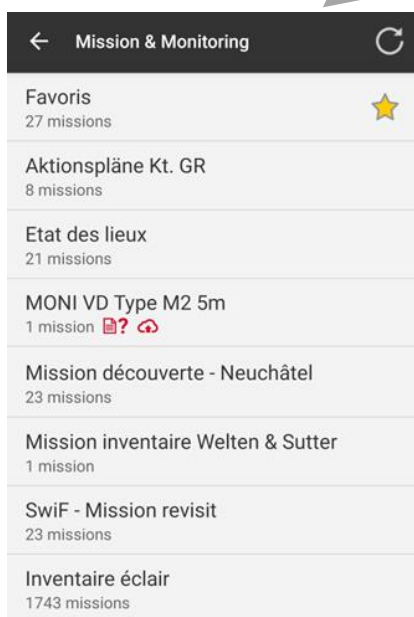 Mission & Monitoring
Favoris
27 missions
Aktionspläne Kt. GR
8 missions
Etat des lieux
21 missions
MONI VD Type M2 5m
1 mission ?
Mission découverte - Neuchâtel
23 missions
Mission inventaire Welten & Sutter
1 mission
SwiF - Mission revisit
23 missions
Inventaire éclair
1743 missions